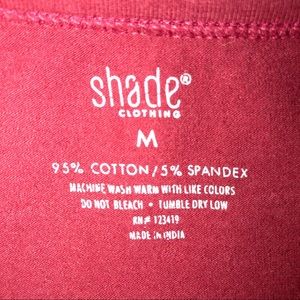 shade®
CLOTHING
M
95% COTTON/5% SPANDEX
MACHINE WASH WARM WITH LIKE COLORS
DO NOT BLEACH • TUMBLE DRY LOW
RN# 123419
MADE IN INDIA